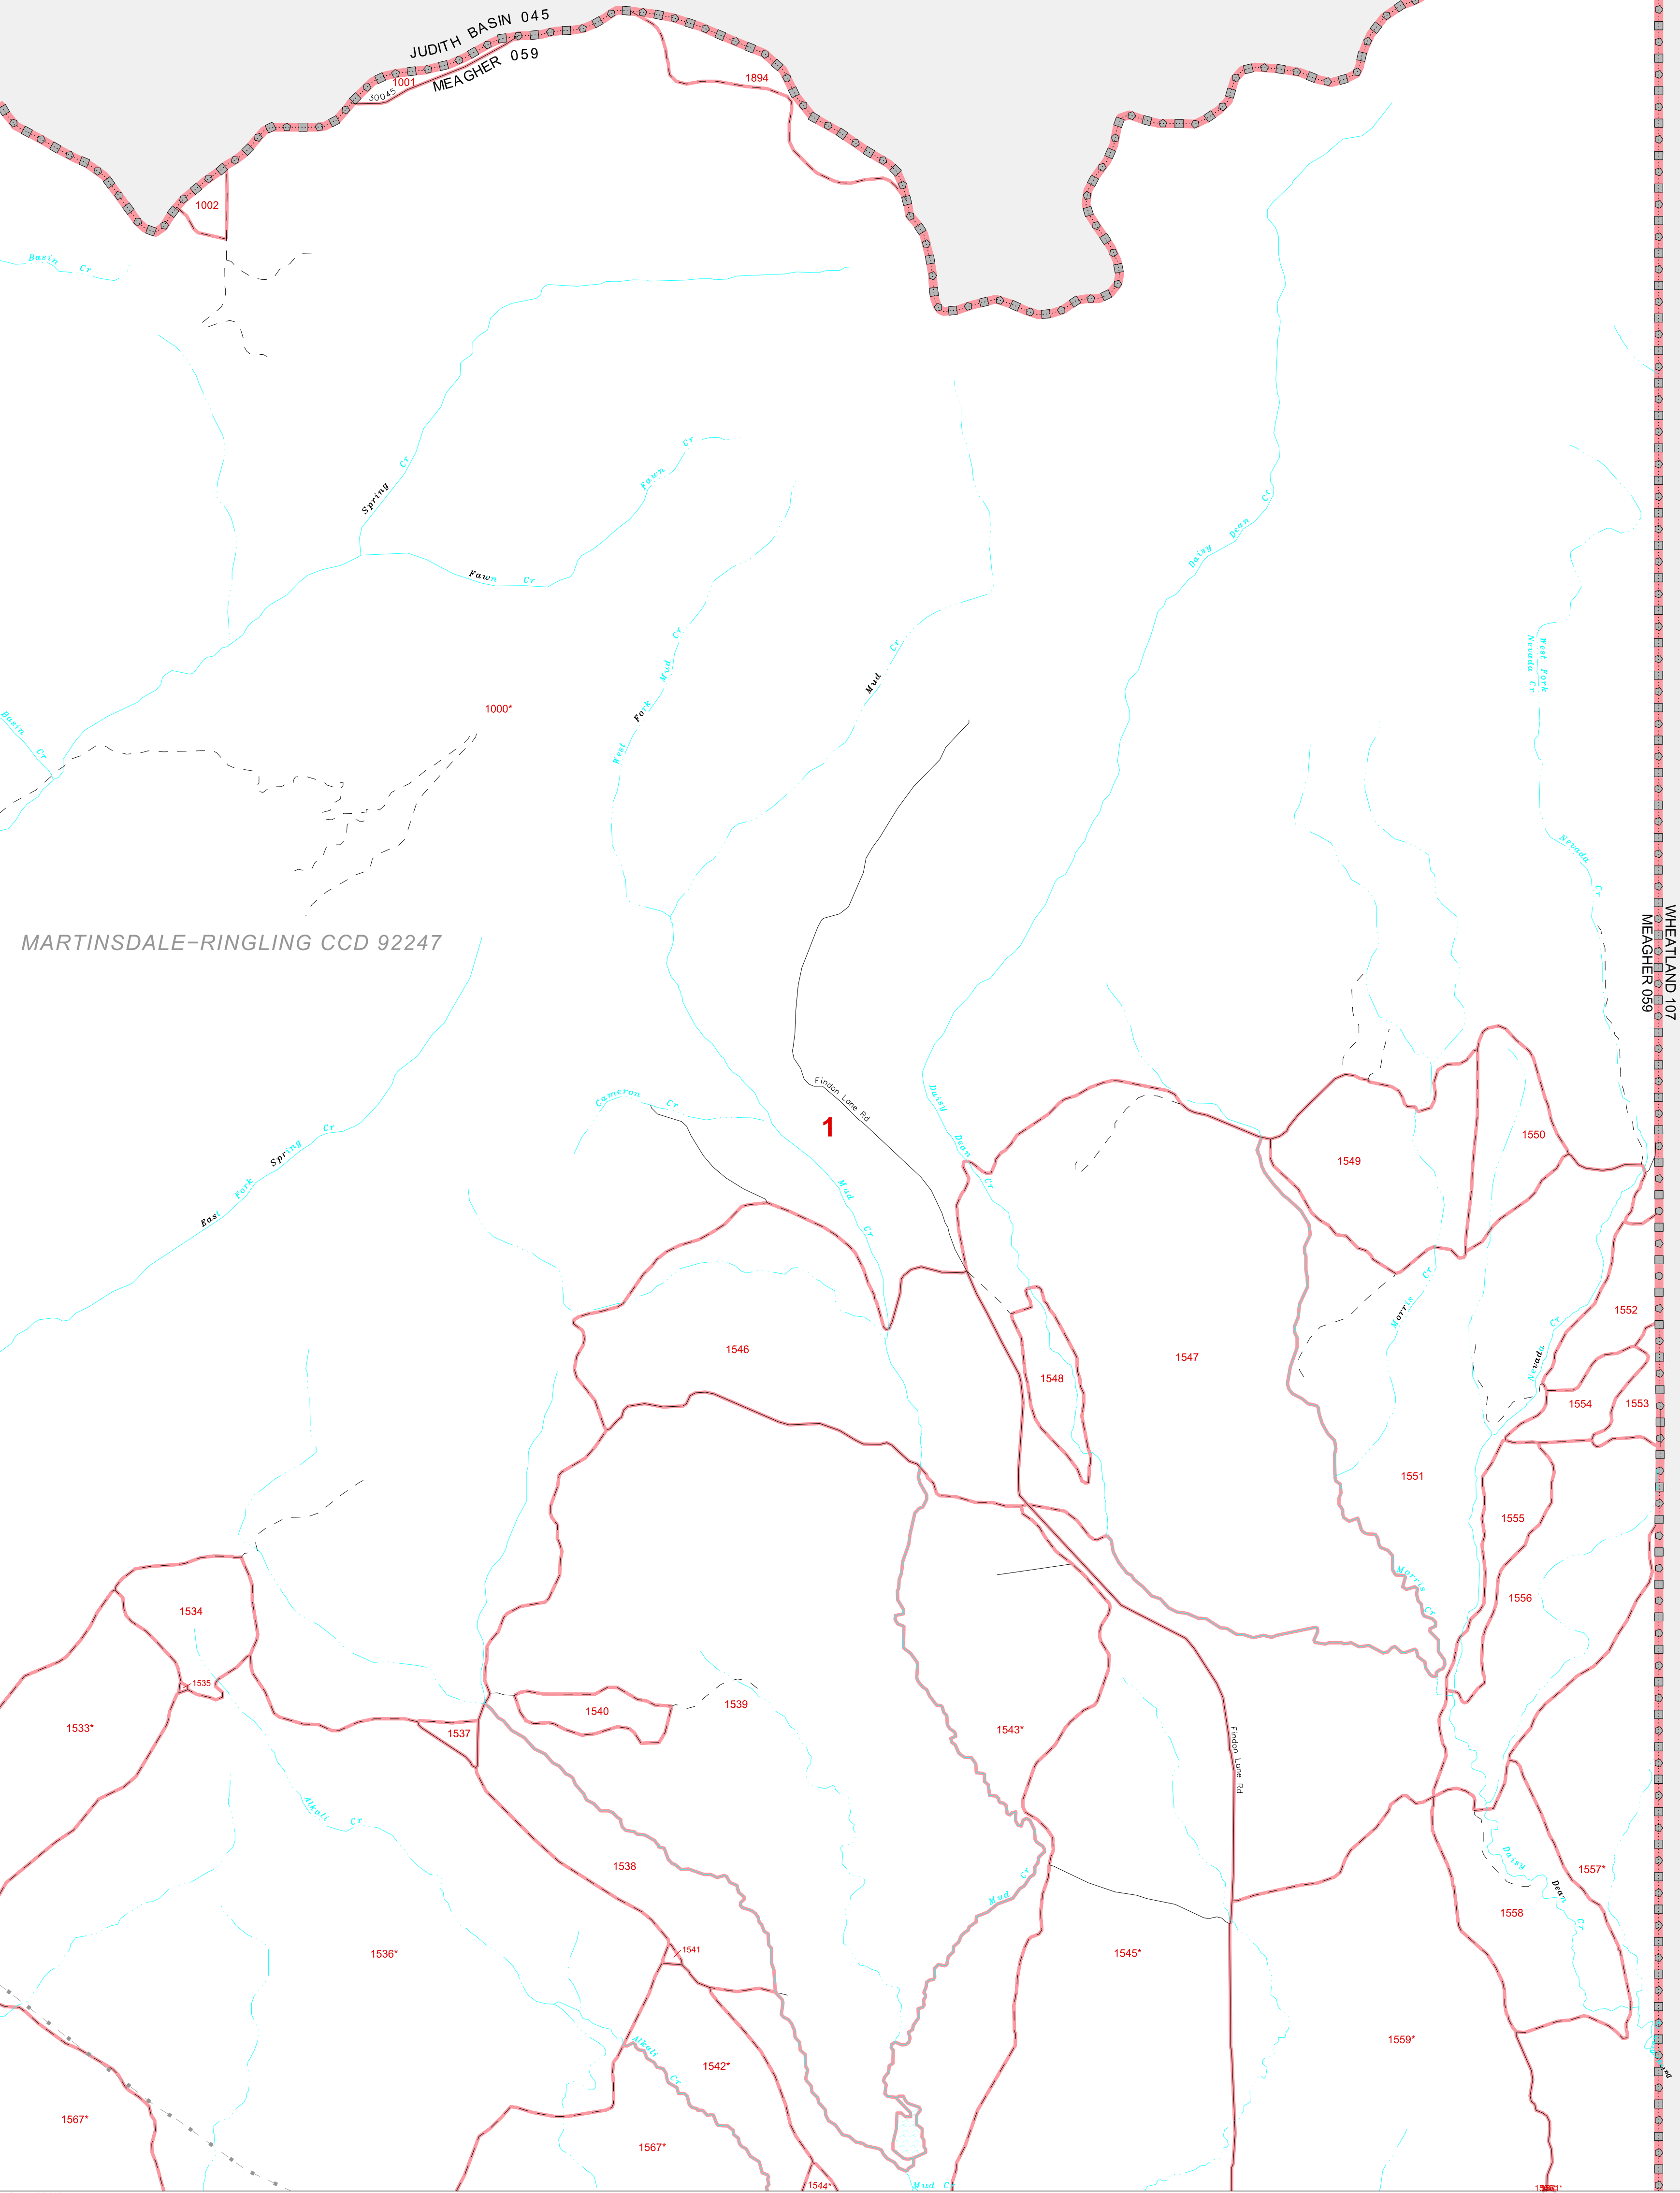 JUDITH BASIN 045
MEAGHER 059
1001
30045
1894
1002
Basin Cr
Spring Cr
Fawn Cr
Fawn Cr
Daisy Dean Cr
West Fork Mud Cr
Mud Cr
West Fork
Nevada Cr
1000*
Basin Cr
Nevada Cr
MARTINSDALE-RINGLING CCD 92247
WHEATLAND 107
MEAGHER 059
Findon Lane Rd
1
Cameron Cr
Daisy Dean Cr
East Fork Spring Cr
Mud Cr
1550
1549
Morris Cr
1552
1546
1547
1548
Nevada Cr
1554
1553
1551
1555
1534
Morris Cr
1556
1535
1533*
1537
1540
1539
1543*
Findon Lane Rd
Alkali Cr
1538
Mud Cr
Daisy Dean Cr
1557*
1558
1536*
1541
1545*
1559*
Alkali Cr
1542*
1567*
1567*
1544*
Mud Cr